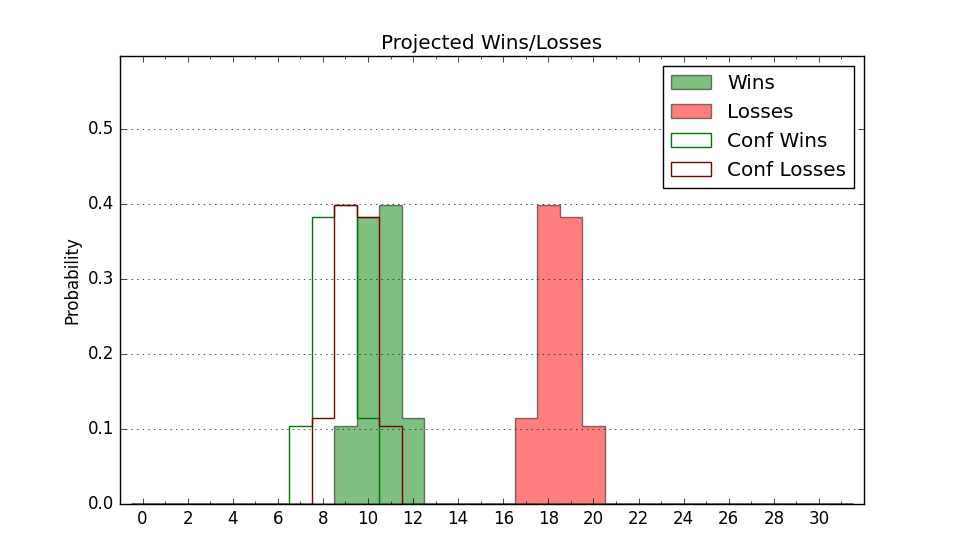 Projected Wins/Losses
Wins
Losses
Conf Wins
Conf Losses
0.5
0.4
0.3
0.2
0.1
0.0
Probability
0 2 4 6 8 10 12 14 16 18 20 22 24 26 28 30